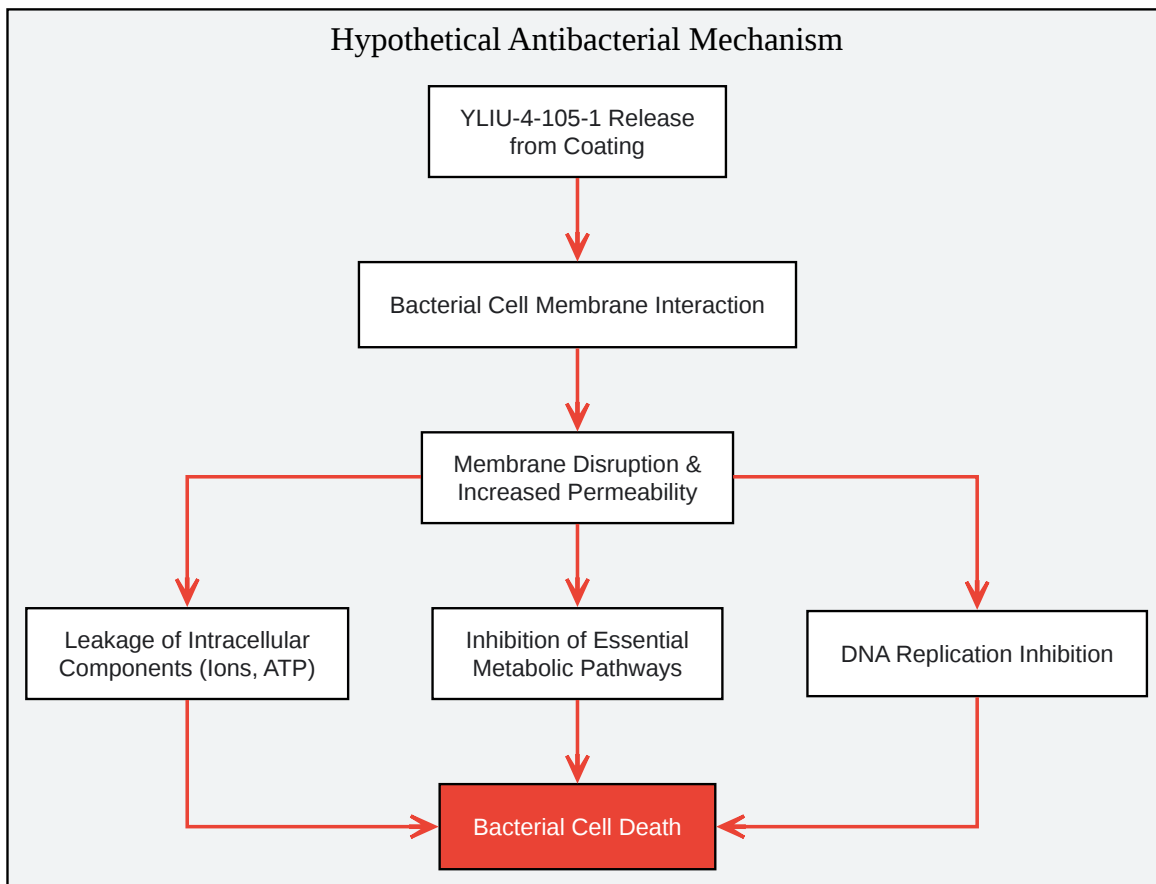 Hypothetical Antibacterial Mechanism
YLIU-4-105-1 Release
from Coating
Bacterial Cell Membrane Interaction
Membrane Disruption &
Increased Permeability
Leakage of Intracellular
Components (Ions, ATP)
Inhibition of Essential
Metabolic Pathways
DNA Replication Inhibition
Bacterial Cell Death